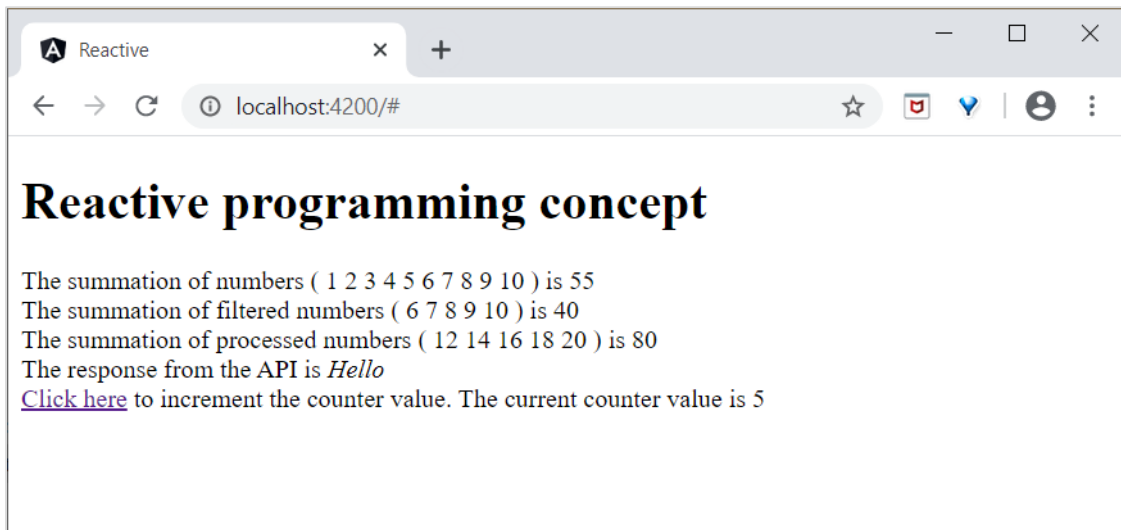 Reactive
localhost:4200/#
Reactive programming concept
The summation of numbers ( 1 2 3 4 5 6 7 8 9 10 ) is 55
The summation of filtered numbers ( 6 7 8 9 10 ) is 40
The summation of processed numbers ( 12 14 16 18 20 ) is 80
The response from the API is Hello
Click here to increment the counter value. The current counter value is 5